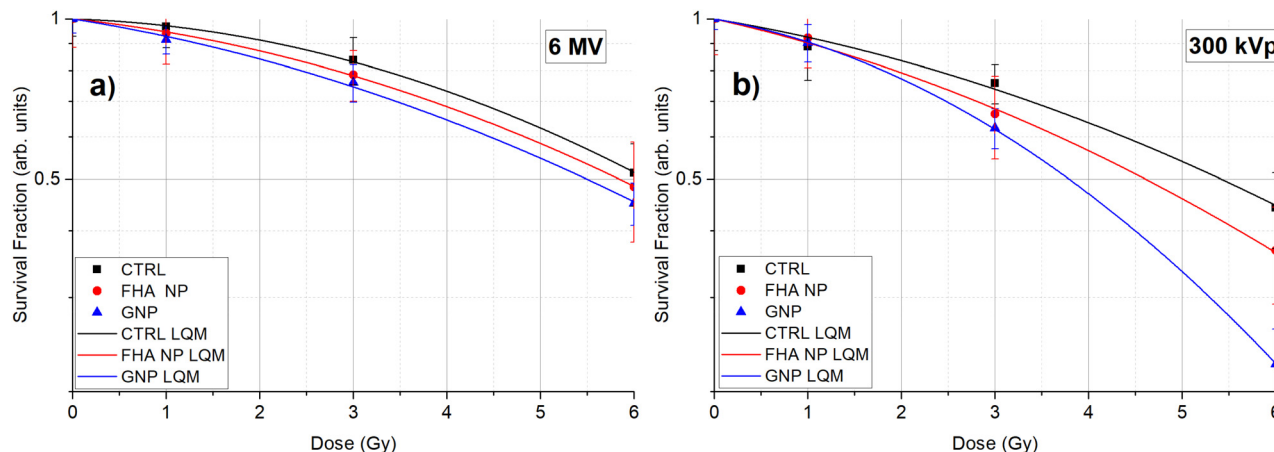 6 MV
a)
1
0.5
Survival Fraction (arb. units)
CTRL
FHA NP
GNP
CTRL LQM
FHA NP LQM
GNP LQM
0 1 2 3 4 5 6
Dose (Gy)
300 kVp
b)
1
0.5
Survival Fraction (arb. units)
CTRL
FHA NP
GNP
CTRL LQM
FHA NP LQM
GNP LQM
0 1 2 3 4 5 6
Dose (Gy)